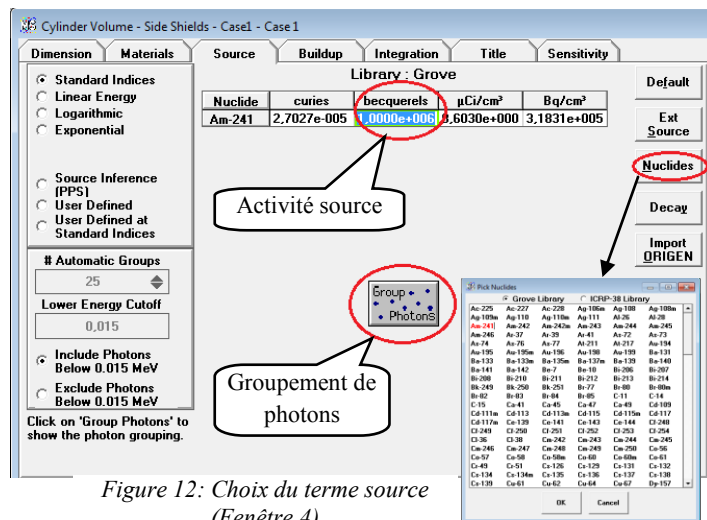 Cylinder Volume - Side Shields - Case1 - Case 1
Dimension Materials Source Buildup Integration Title Sensitivity
Standard Indices
Linear Energy
Logarithmic
Exponential
Source Inference
(PPS)
User Defined
User Defined at
Standard Indices
# Automatic Groups
25
Lower Energy Cutoff
0,015
Include Photons
Below 0.015 MeV
Exclude Photons
Below 0.015 MeV
Click on 'Group Photons' to
show the photon grouping.
Library : Grove
Nuclide curies becquerels µCi/cm³ Bq/cm³
Am-241 2,7027e-005 1,0000e+006 8,6030e+000 3,1831e+005
Activité source
Group
Photons
Groupement de
photons
Default
Ext
Source
Nuclides
Decay
Import
ORIGEN
Pick Nuclides
Grove Library ICRP-38 Library
Ac-225 Ac-227 Ac-228 Ag-106m Ag-108 Ag-108m
Ag-109m Ag-110 Ag-110m Ag-111 Al-26 Al-28
Am-241 Am-242 Am-242m Am-243 Am-244 Am-245
Am-246 Ar-37 Ar-39 Ar-41 As-72 As-73
As-74 As-76 As-77 At-211 At-217 Au-194
Au-195 Au-195m Au-196 Au-198 Au-199 Ba-131
Ba-133 Ba-133m Ba-135m Ba-137m Ba-139 Ba-140
Ba-141 Ba-142 Be-7 Be-10 Bi-206 Bi-207
Bi-208 Bi-210 Bi-211 Bi-212 Bi-213 Bi-214
Bk-249 Bk-250 Bk-251 Br-77 Br-80 Br-80m
Br-82 Br-83 Br-84 Br-85 C-11 C-14
C-15 Ca-41 Ca-45 Ca-47 Ca-49 Cd-109
Cd-111m Cd-113 Cd-113m Cd-115 Cd-115m Cd-117
Cd-117m Ce-139 Ce-141 Ce-143 Ce-144 Cf-248
Cf-249 Cf-250 Cf-251 Cf-252 Cf-253 Cf-254
Cl-36 Cl-38 Cm-242 Cm-243 Cm-244 Cm-245
Cm-246 Cm-247 Cm-248 Cm-249 Cm-250 Co-56
Co-57 Co-58 Co-58m Co-60 Co-60m Co-61
Cr-49 Cr-51 Cs-126 Cs-129 Cs-131 Cs-132
Cs-134 Cs-134m Cs-135 Cs-136 Cs-137 Cs-138
Cs-139 Cu-61 Cu-62 Cu-64 Cu-67 Dy-157
OK Cancel
Figure 12: Choix du terme source
(Fenêtre 4)